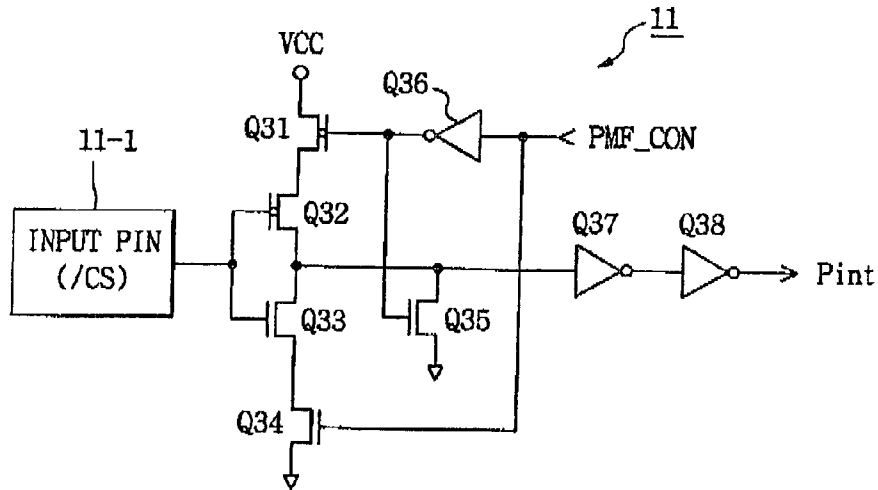 11
VCC
Q36
Q31
PMF_CON
11-1
Q32
INPUT PIN
(/CS)
Q37
Q38
Pint
Q33
Q35
Q34